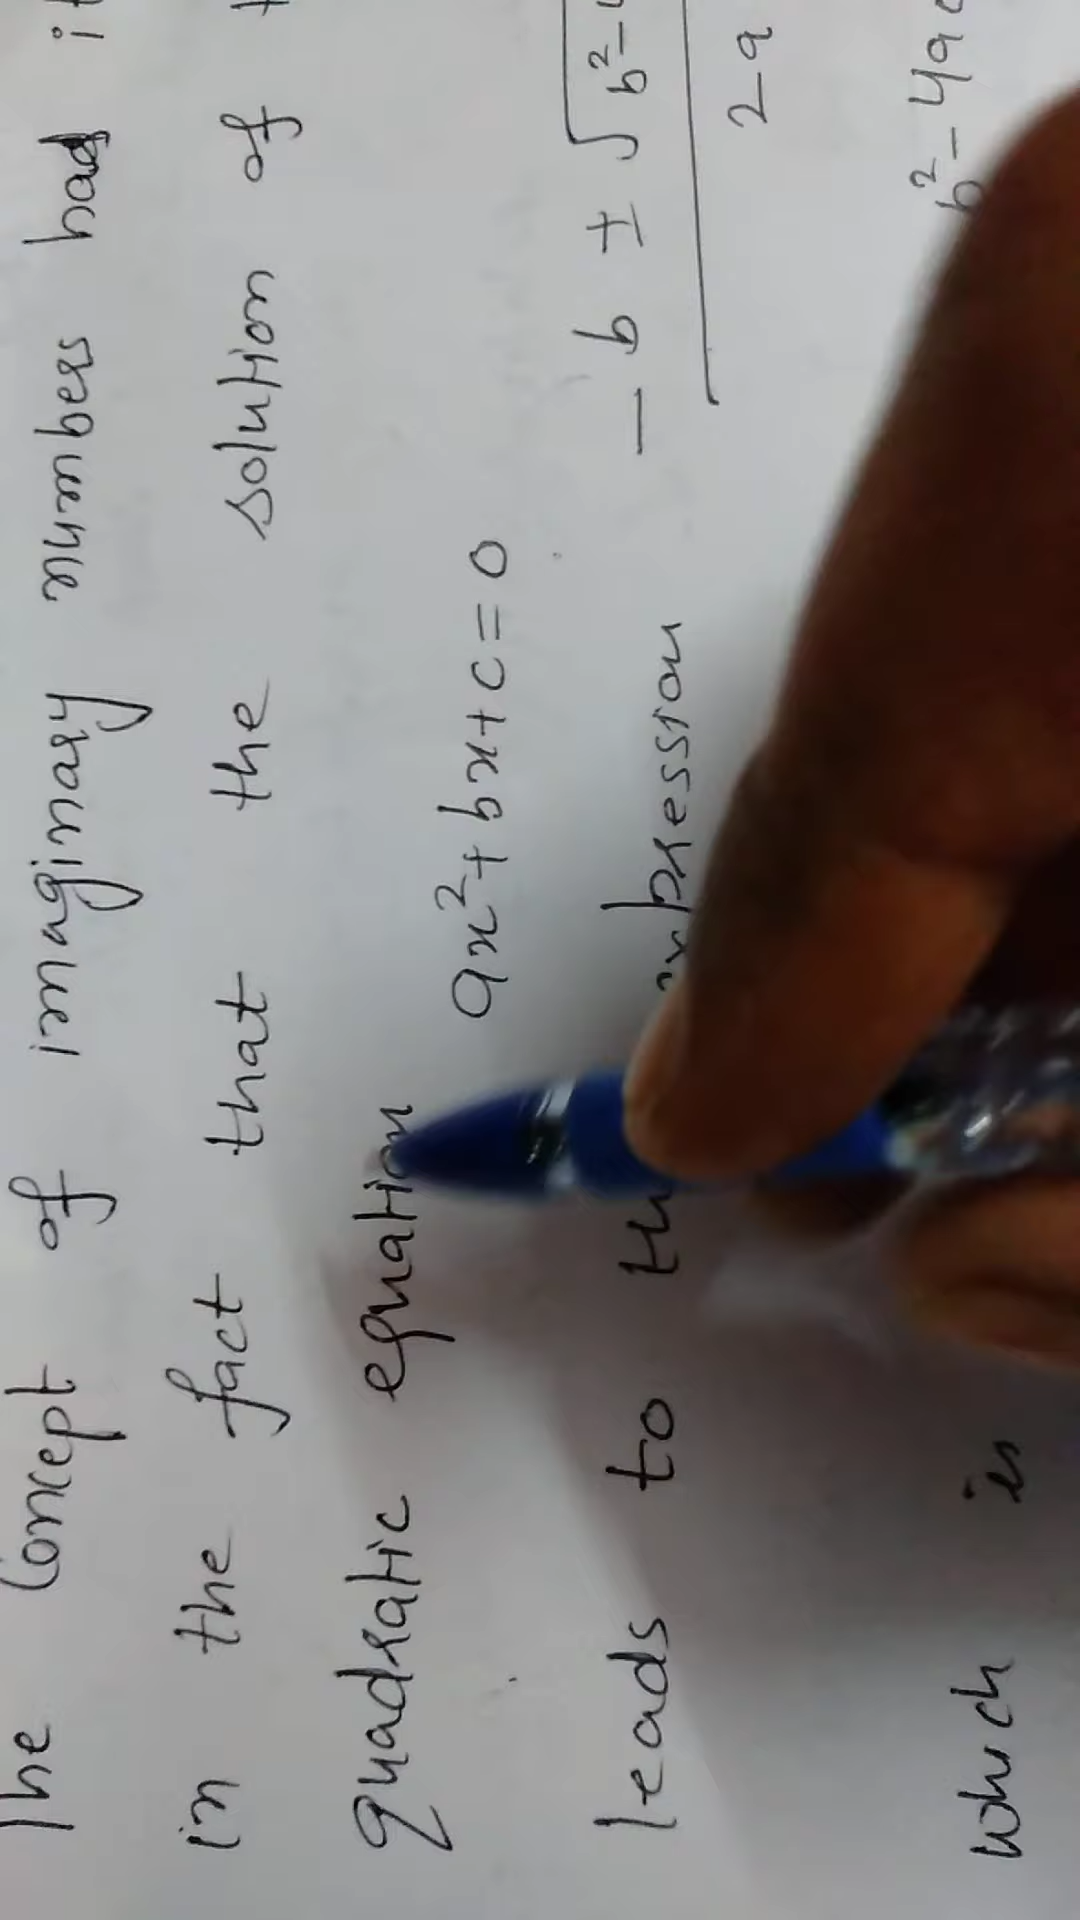 The Concept of imaginary numbers had
in the fact that the solution of
quadratic equation
ax²+bx+c=0
leads to expression - b ± √b²-
2a
which is b²-4ac